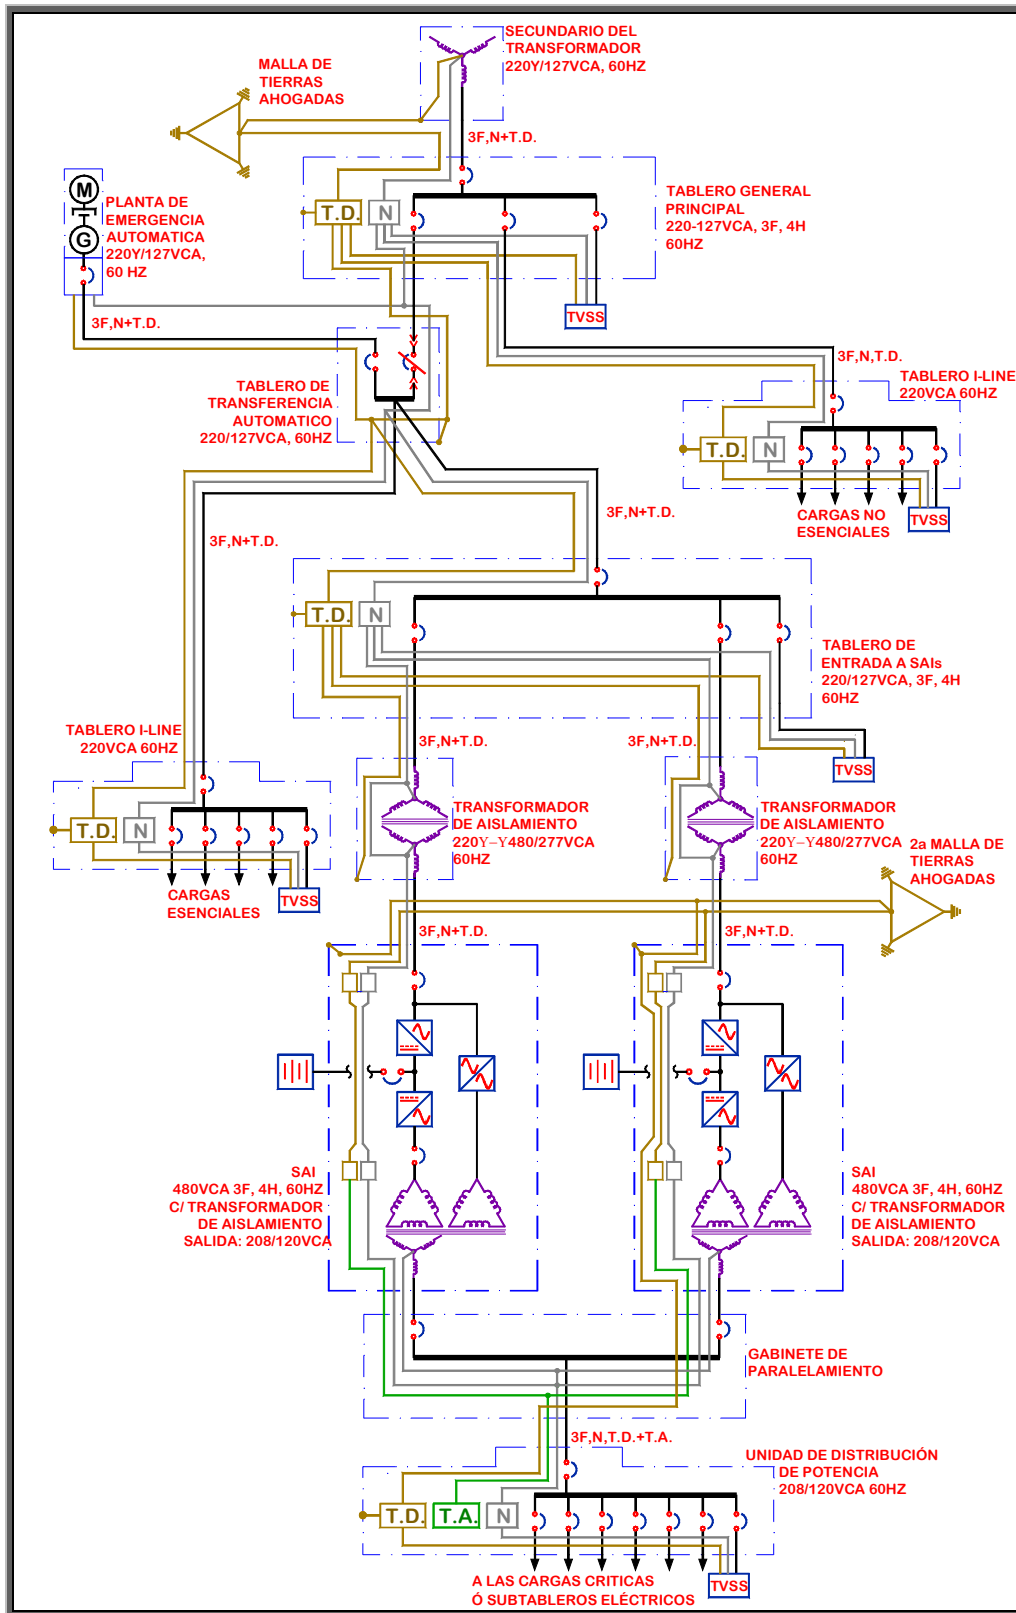 SECUNDARIO DEL
TRANSFORMADOR
220Y/127VCA, 60HZ
MALLA DE
TIERRAS
AHOGADAS
3F,N+T.D.
M
T
G
PLANTA DE
EMERGENCIA
AUTOMATICA
220Y/127VCA,
60 HZ
T.D.
N
TABLERO GENERAL
PRINCIPAL
220-127VCA, 3F, 4H
60HZ
TVSS
3F,N+T.D.
3F,N,T.D.
TABLERO DE
TRANSFERENCIA
AUTOMATICO
220/127VCA, 60HZ
TABLERO I-LINE
220VCA 60HZ
T.D.
N
TVSS
CARGAS NO
ESENCIALES
3F,N+T.D.
3F,N+T.D.
T.D.
N
TABLERO DE
ENTRADA A SAIs
220/127VCA, 3F, 4H
60HZ
TVSS
TABLERO I-LINE
220VCA 60HZ
3F,N+T.D.
3F,N+T.D.
T.D.
N
TVSS
CARGAS
ESENCIALES
TRANSFORMADOR
DE AISLAMIENTO
220Y–Y480/277VCA
60HZ
TRANSFORMADOR
DE AISLAMIENTO
220Y–Y480/277VCA
60HZ
2a MALLA DE
TIERRAS
AHOGADAS
3F,N+T.D.
3F,N+T.D.
SAI
480VCA 3F, 4H, 60HZ
C/ TRANSFORMADOR
DE AISLAMIENTO
SALIDA: 208/120VCA
SAI
480VCA 3F, 4H, 60HZ
C/ TRANSFORMADOR
DE AISLAMIENTO
SALIDA: 208/120VCA
GABINETE DE
PARALELAMIENTO
3F,N,T.D.+T.A.
UNIDAD DE DISTRIBUCIÓN
DE POTENCIA
208/120VCA 60HZ
T.D.
T.A.
N
TVSS
A LAS CARGAS CRITICAS
Ó SUBTABLEROS ELÉCTRICOS